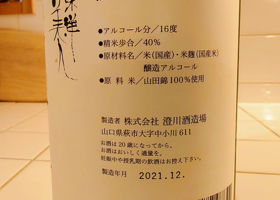 ●アルコール分／16度
●精米歩合／40%
●原材料名／米(国産)・米麹(国産米)
醸造アルコール
●原料米／山田錦100%使用
製造者 株式会社 澄川酒造場
山口県萩市大字中小川611
お酒は20歳になってから。
お酒はおいしく適量を。
妊娠中や授乳期の飲酒はお控え下さい。
製造年月 2021.12.